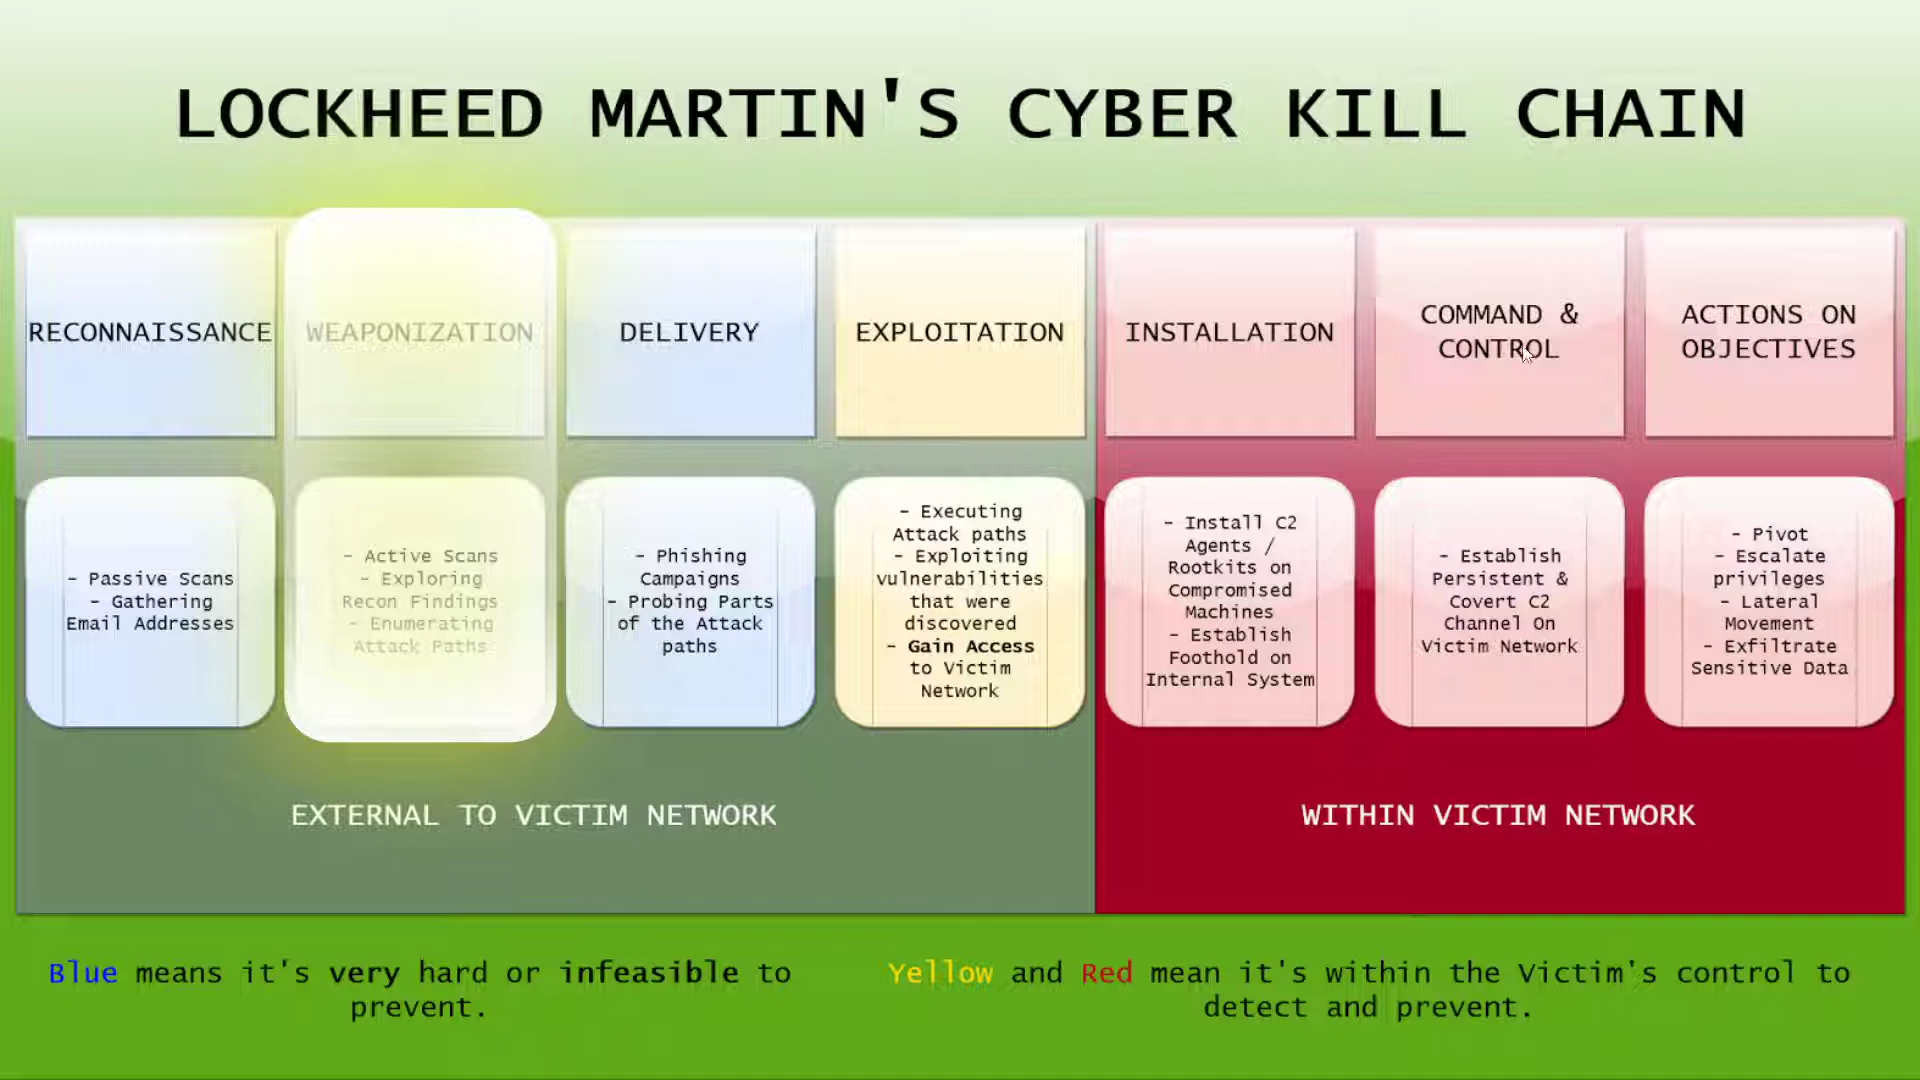 LOCKHEED MARTIN'S CYBER KILL CHAIN
RECONNAISSANCE
WEAPONIZATION
DELIVERY
EXPLOITATION
INSTALLATION
COMMAND &
CONTROL
ACTIONS ON
OBJECTIVES
- Passive Scans
- Gathering
Email Addresses
- Active Scans
- Exploring
Recon Findings
- Enumerating
Attack Paths
- Phishing
Campaigns
- Probing Parts
of the Attack
paths
- Executing
Attack paths
- Exploiting
vulnerabilities
that were
discovered
- Gain Access
to Victim
Network
- Install C2
Agents /
Rootkits on
Compromised
Machines
- Establish
Foothold on
Internal System
- Establish
Persistent &
Covert C2
Channel On
Victim Network
- Pivot
- Escalate
privileges
- Lateral
Movement
- Exfiltrate
Sensitive Data
EXTERNAL TO VICTIM NETWORK
WITHIN VICTIM NETWORK
Blue means it's very hard or infeasible to
prevent.
Yellow and Red mean it's within the Victim's control to
detect and prevent.